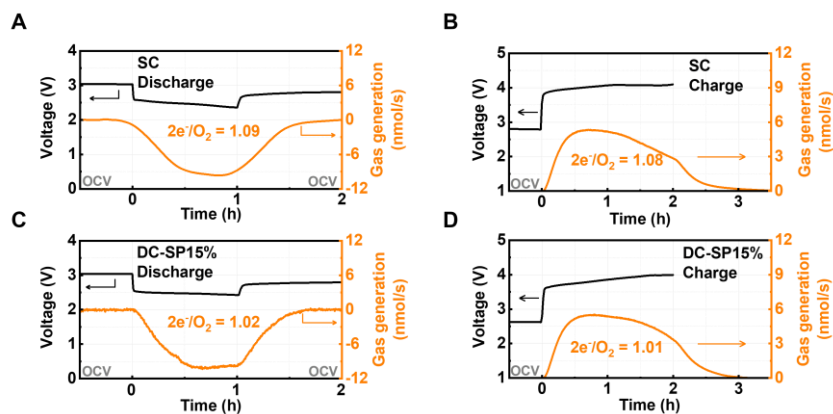 A
SC
Discharge
2e⁻/O₂ = 1.09
OCV
OCV
Voltage (V)
4
3
2
1
0
0
1
2
Time (h)
12
6
0
-6
-12
Gas generation
(nmol/s)
B
SC
Charge
2e⁻/O₂ = 1.08
OCV
Voltage (V)
5
4
3
2
1
0
1
2
3
Time (h)
12
9
6
3
0
Gas generation
(nmol/s)
C
DC-SP15%
Discharge
2e⁻/O₂ = 1.02
OCV
OCV
Voltage (V)
4
3
2
1
0
0
1
2
Time (h)
12
6
0
-6
-12
Gas generation
(nmol/s)
D
DC-SP15%
Charge
2e⁻/O₂ = 1.01
OCV
Voltage (V)
5
4
3
2
1
0
1
2
3
Time (h)
12
9
6
3
0
Gas generation
(nmol/s)